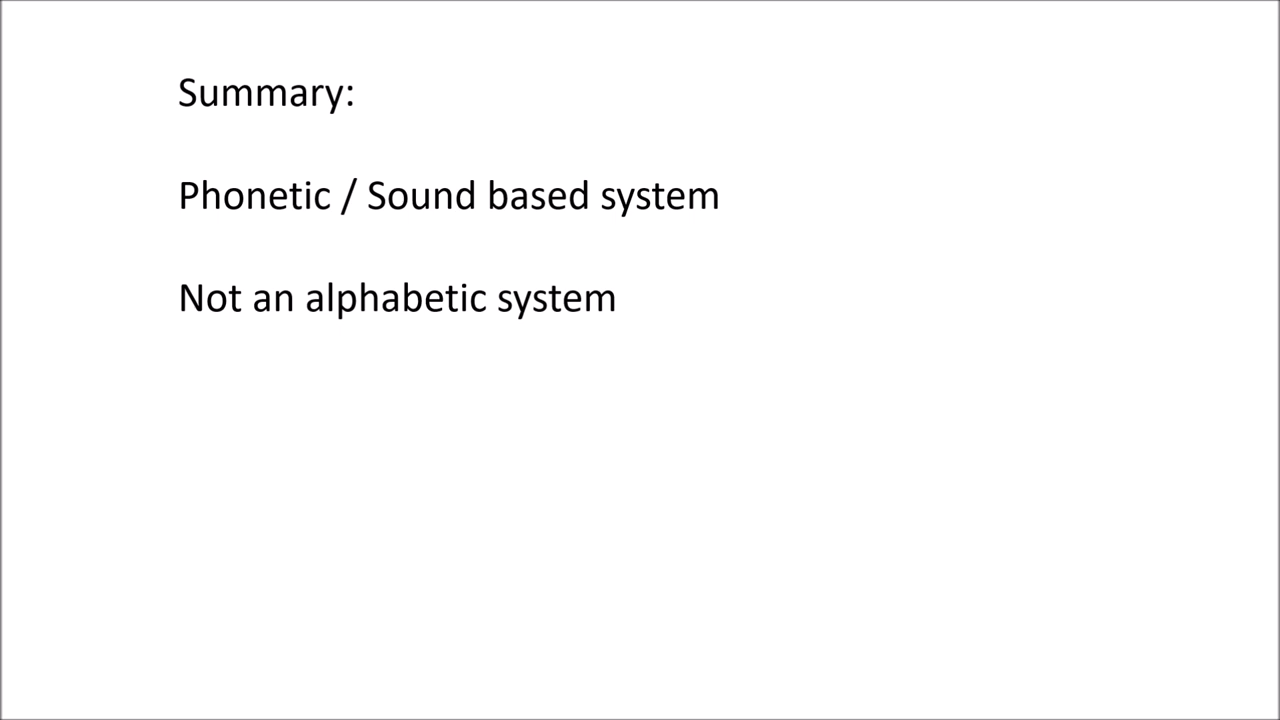 Summary:
Phonetic / Sound based system
Not an alphabetic system